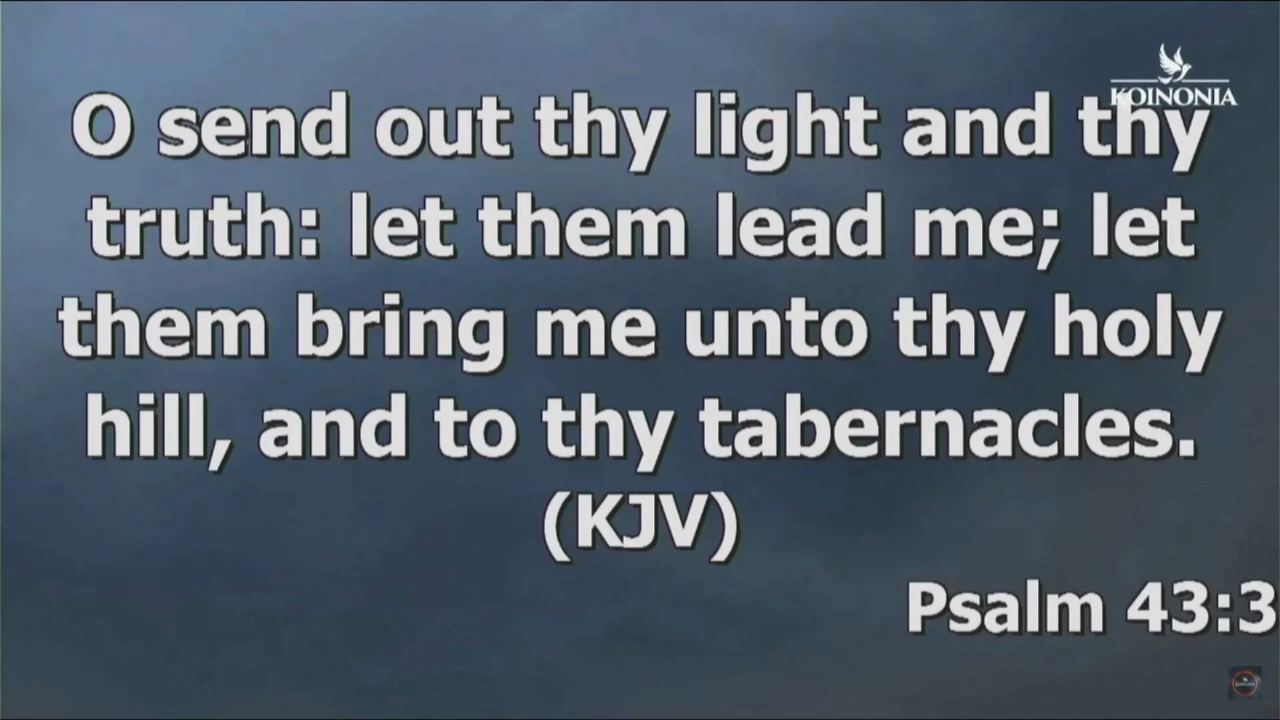 KOINONIA
O send out thy light and thy
truth: let them lead me; let
them bring me unto thy holy
hill, and to thy tabernacles.
(KJV)
Psalm 43:3